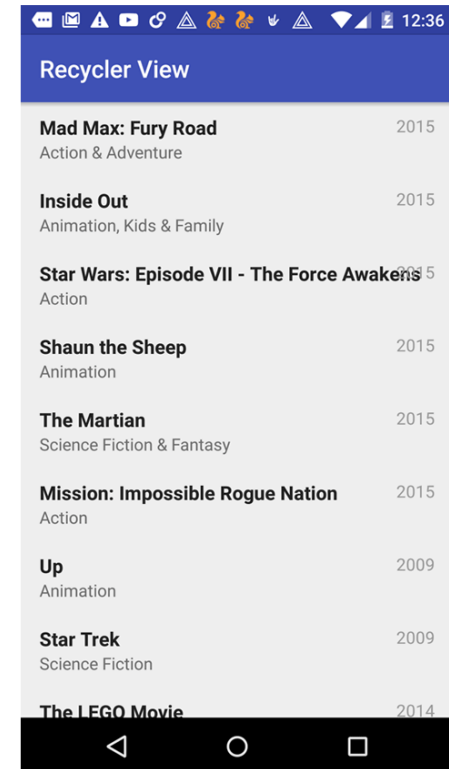 12:36
Recycler View
Mad Max: Fury Road 2015
Action & Adventure
Inside Out 2015
Animation, Kids & Family
Star Wars: Episode VII - The Force Awakens 2015
Action
Shaun the Sheep 2015
Animation
The Martian 2015
Science Fiction & Fantasy
Mission: Impossible Rogue Nation 2015
Action
Up 2009
Animation
Star Trek 2009
Science Fiction
The LEGO Movie 2014